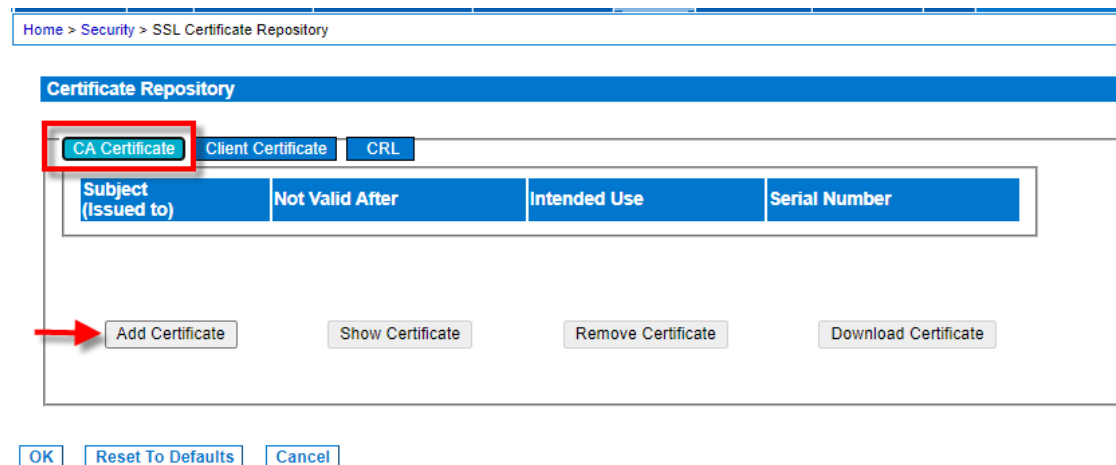 Home > Security > SSL Certificate Repository
Certificate Repository
CA Certificate Client Certificate CRL
Subject
(Issued to) Not Valid After Intended Use Serial Number
Add Certificate Show Certificate Remove Certificate Download Certificate
OK Reset To Defaults Cancel